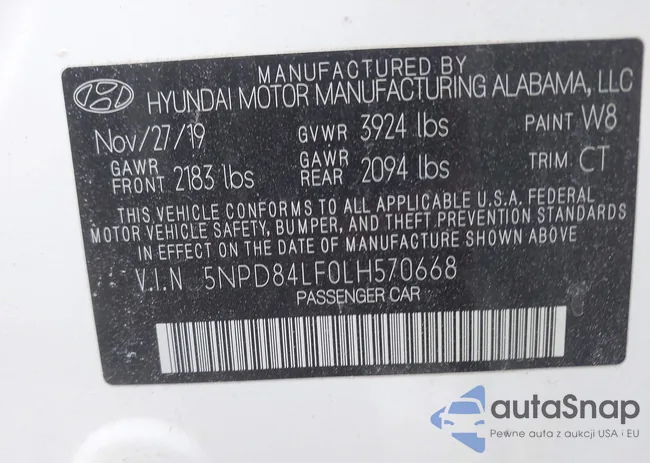 MANUFACTURED BY
HYUNDAI MOTOR MANUFACTURING ALABAMA, LLC
Nov/27/19 GVWR 3924 lbs PAINT W8
GAWR FRONT 2183 lbs GAWR REAR 2094 lbs TRIM CT
THIS VEHICLE CONFORMS TO ALL APPLICABLE U.S.A. FEDERAL
MOTOR VEHICLE SAFETY, BUMPER, AND THEFT PREVENTION STANDARDS
IN EFFECT ON THE DATE OF MANUFACTURE SHOWN ABOVE
V.I.N 5NPD84LF0LH570668
PASSENGER CAR
autaSnap
Pewne auta z aukcji USA i EU